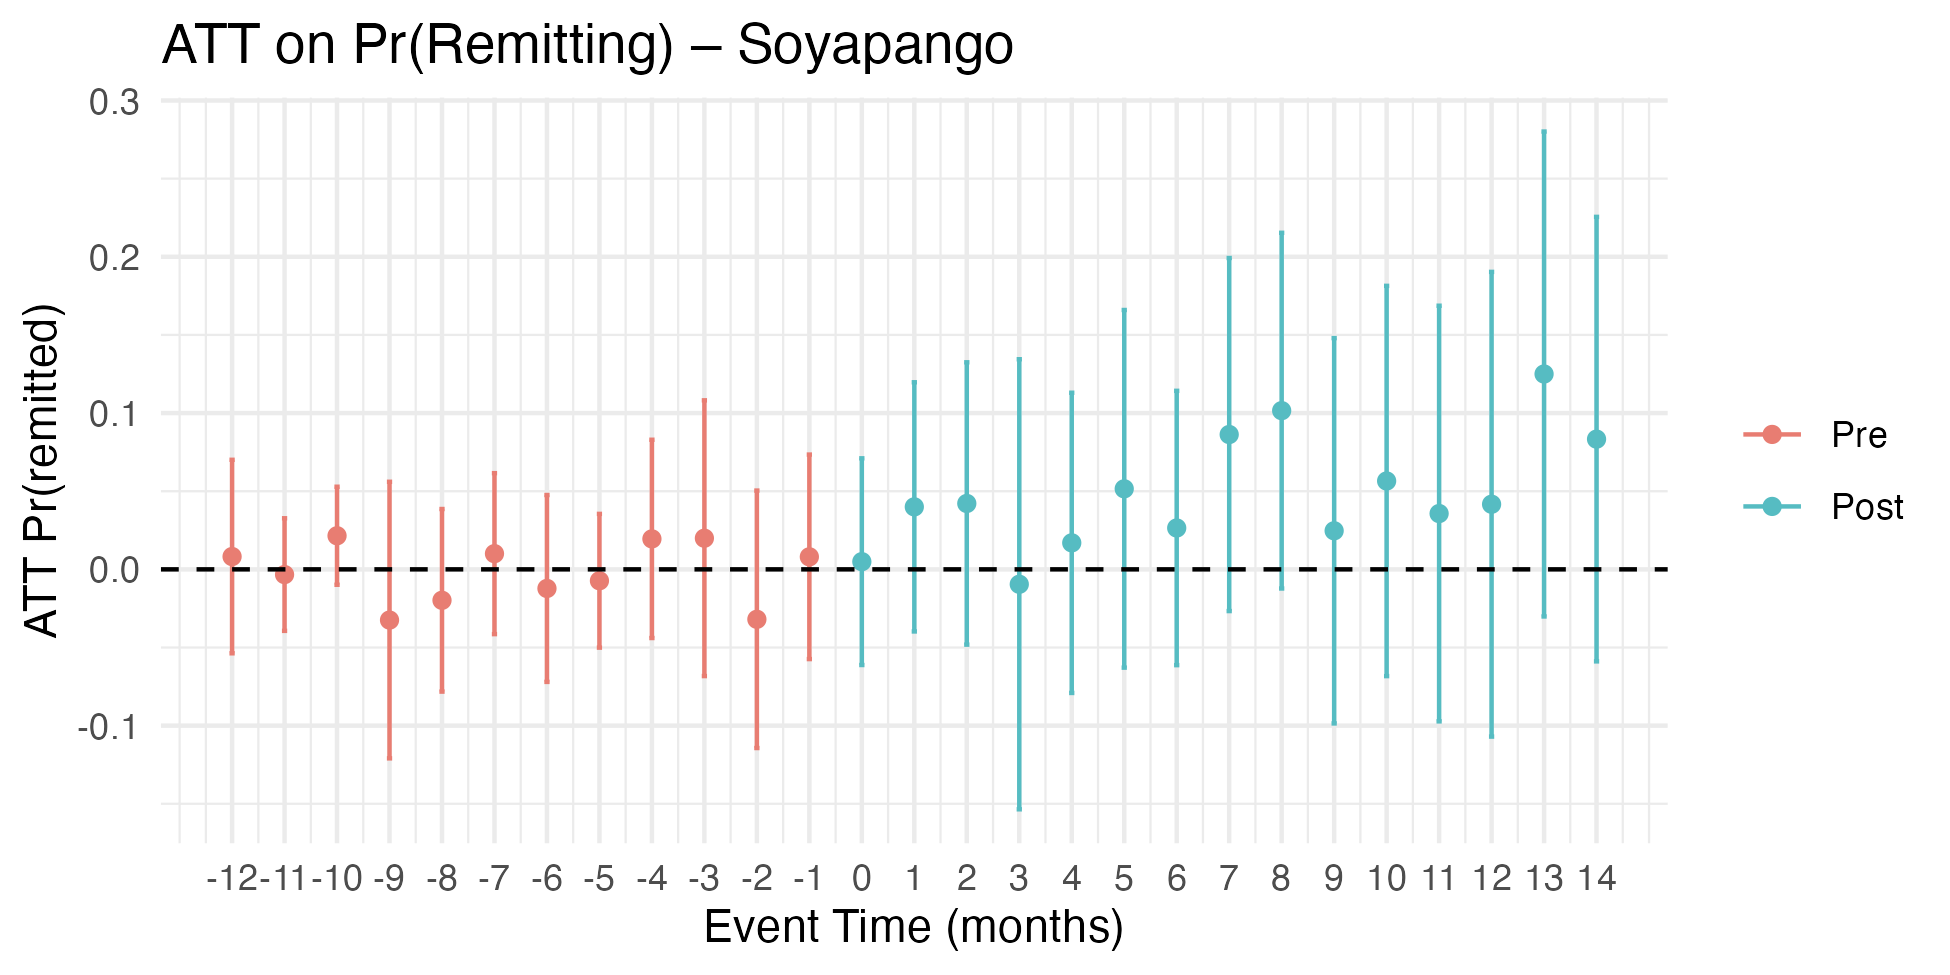 ATT on Pr(Remitting) – Soyapango
ATT Pr(remitted)
0.3
0.2
0.1
0.0
-0.1
-12 -11 -10 -9 -8 -7 -6 -5 -4 -3 -2 -1 0 1 2 3 4 5 6 7 8 9 10 11 12 13 14
Event Time (months)
Pre
Post